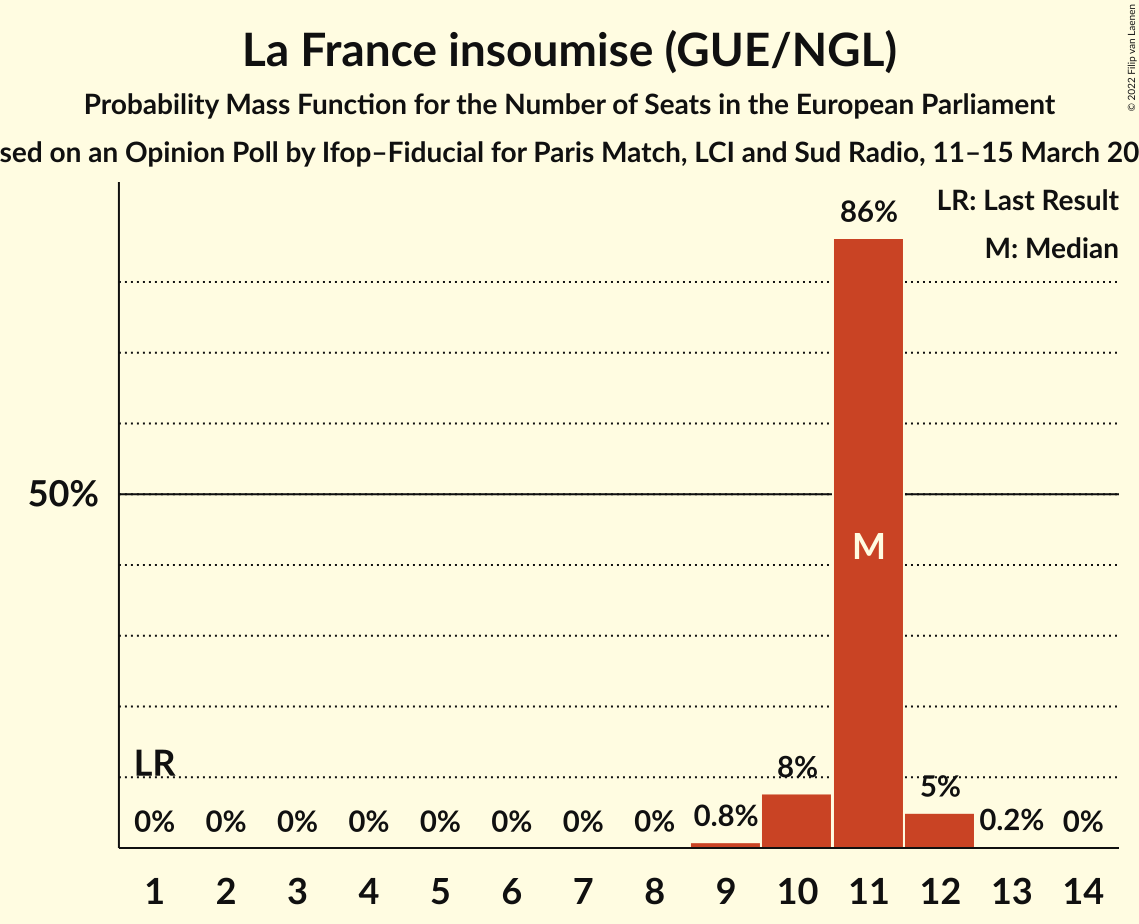 La France insoumise (GUE/NGL)
Probability Mass Function for the Number of Seats in the European Parliament
sed on an Opinion Poll by Ifop–Fiducial for Paris Match, LCI and Sud Radio, 11–15 March 20
© 2022 Filip van Laenen
LR: Last Result
M: Median
86%
50%
M
LR
8%
5%
0% 0% 0% 0% 0% 0% 0% 0% 0.8% 0.2% 0%
1 2 3 4 5 6 7 8 9 10 11 12 13 14